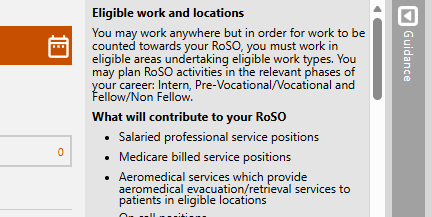 Eligible work and locations
You may work anywhere but in order for work to be
counted towards your RoSO, you must work in
eligible areas undertaking eligible work types. You
may plan RoSO activities in the relevant phases of
your career: Intern, Pre-Vocational/Vocational and
Fellow/Non Fellow.
What will contribute to your RoSO
• Salaried professional service positions
• Medicare billed service positions
• Aeromedical services which provide
aeromedical evacuation/retrieval services to
patients in eligible locations
On call positions
0
Guidance